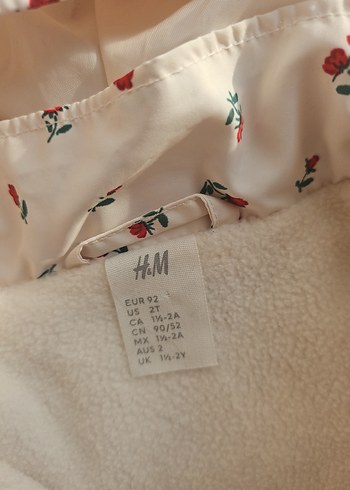 H&M
EUR 92
US 2T
CA 1½-2A
CN 90/52
MX 1½-2A
AUS 2
UK 1½-2Y